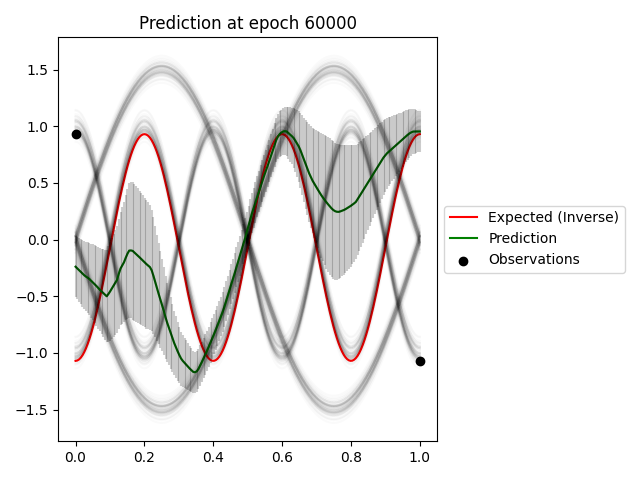 Prediction at epoch 60000
1.5
1.0
0.5
0.0
−0.5
−1.0
−1.5
0.0 0.2 0.4 0.6 0.8 1.0
Expected (Inverse)
Prediction
Observations